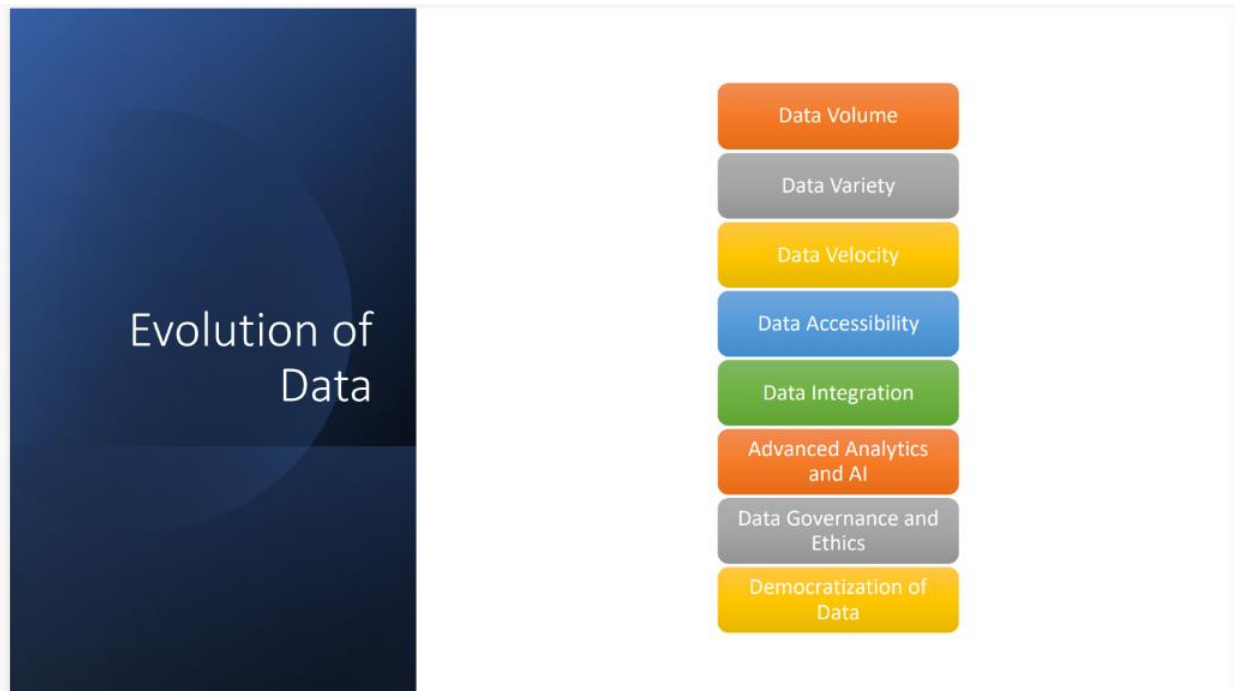 Evolution of
Data
Data Volume
Data Variety
Data Velocity
Data Accessibility
Data Integration
Advanced Analytics
and AI
Data Governance and
Ethics
Democratization of
Data